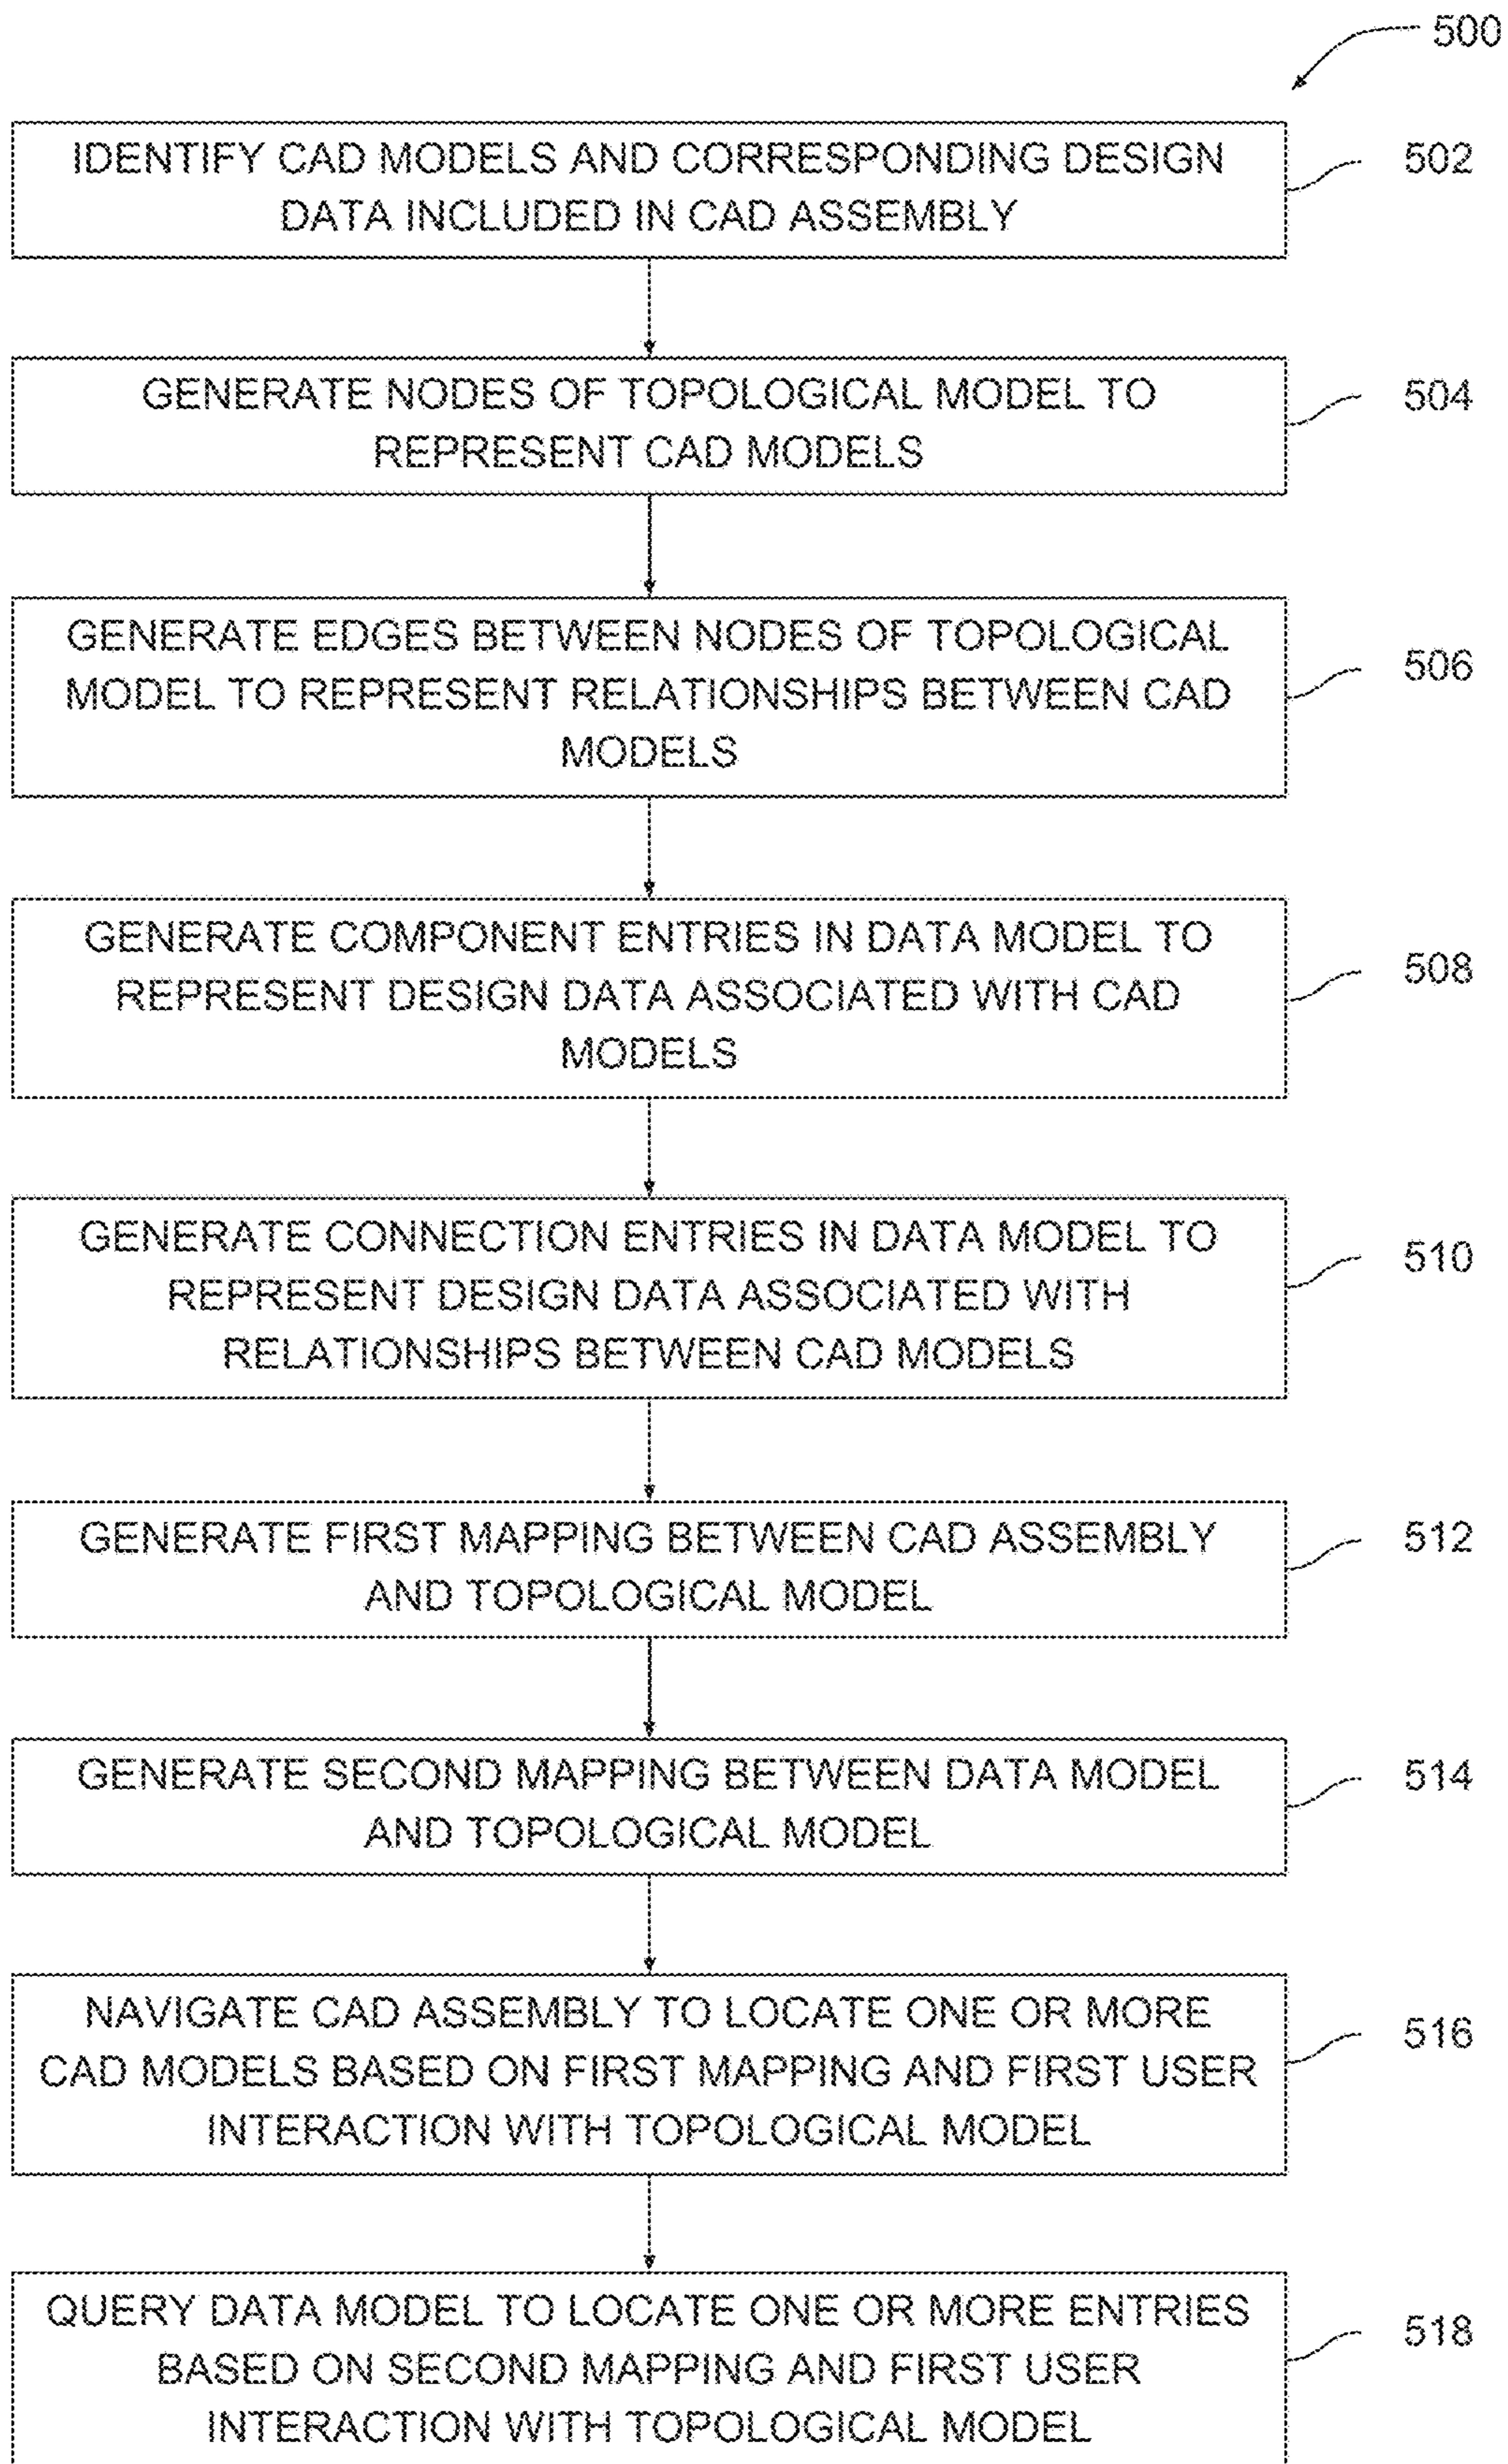 500
IDENTIFY CAD MODELS AND CORRESPONDING DESIGN
DATA INCLUDED IN CAD ASSEMBLY
502
GENERATE NODES OF TOPOLOGICAL MODEL TO
REPRESENT CAD MODELS
504
GENERATE EDGES BETWEEN NODES OF TOPOLOGICAL
MODEL TO REPRESENT RELATIONSHIPS BETWEEN CAD
MODELS
506
GENERATE COMPONENT ENTRIES IN DATA MODEL TO
REPRESENT DESIGN DATA ASSOCIATED WITH CAD
MODELS
508
GENERATE CONNECTION ENTRIES IN DATA MODEL TO
REPRESENT DESIGN DATA ASSOCIATED WITH
RELATIONSHIPS BETWEEN CAD MODELS
510
GENERATE FIRST MAPPING BETWEEN CAD ASSEMBLY
AND TOPOLOGICAL MODEL
512
GENERATE SECOND MAPPING BETWEEN DATA MODEL
AND TOPOLOGICAL MODEL
514
NAVIGATE CAD ASSEMBLY TO LOCATE ONE OR MORE
CAD MODELS BASED ON FIRST MAPPING AND FIRST USER
INTERACTION WITH TOPOLOGICAL MODEL
516
QUERY DATA MODEL TO LOCATE ONE OR MORE ENTRIES
BASED ON SECOND MAPPING AND FIRST USER
INTERACTION WITH TOPOLOGICAL MODEL
518